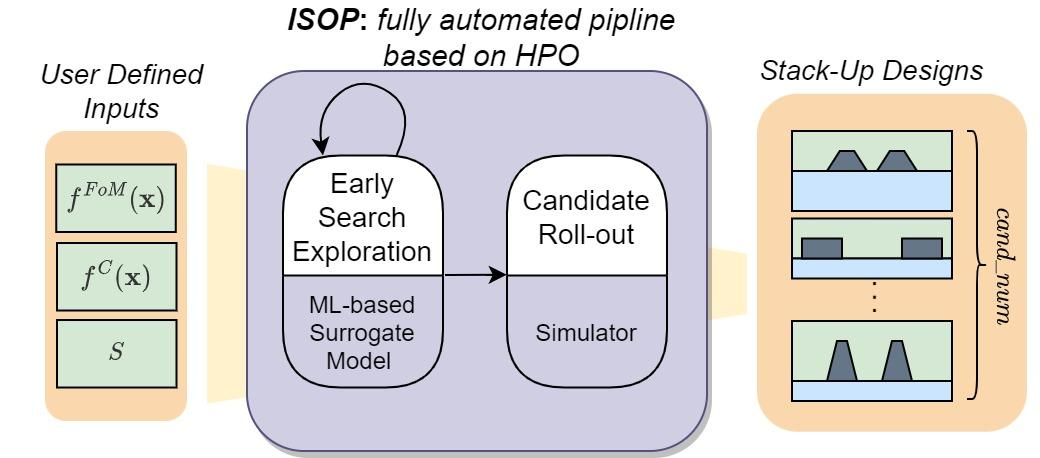 ISOP: fully automated pipline
based on HPO
User Defined
Inputs
f^{FoM}(x)
f^{C}(x)
S
Early
Search
Exploration
ML-based
Surrogate
Model
Candidate
Roll-out
Simulator
Stack-Up Designs
cand_num